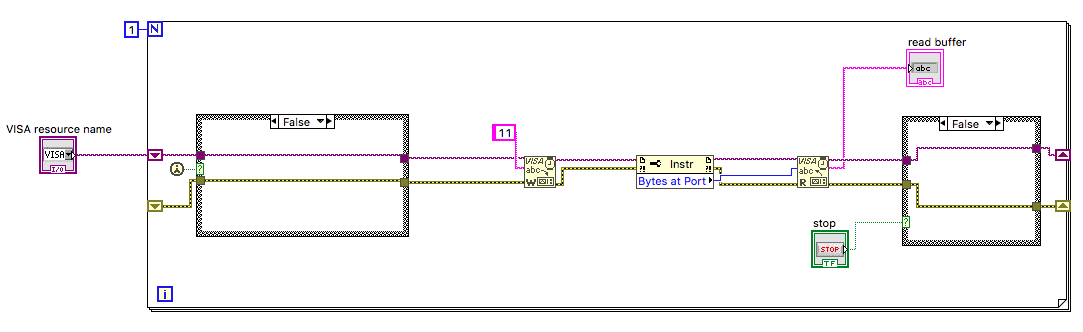 1
N
read buffer
abc
abc
VISA resource name
VISA
I/O
False
?
11
VISA
abc
W
Instr
Bytes at Port
VISA
abc
R
False
?
stop
STOP
TF
i